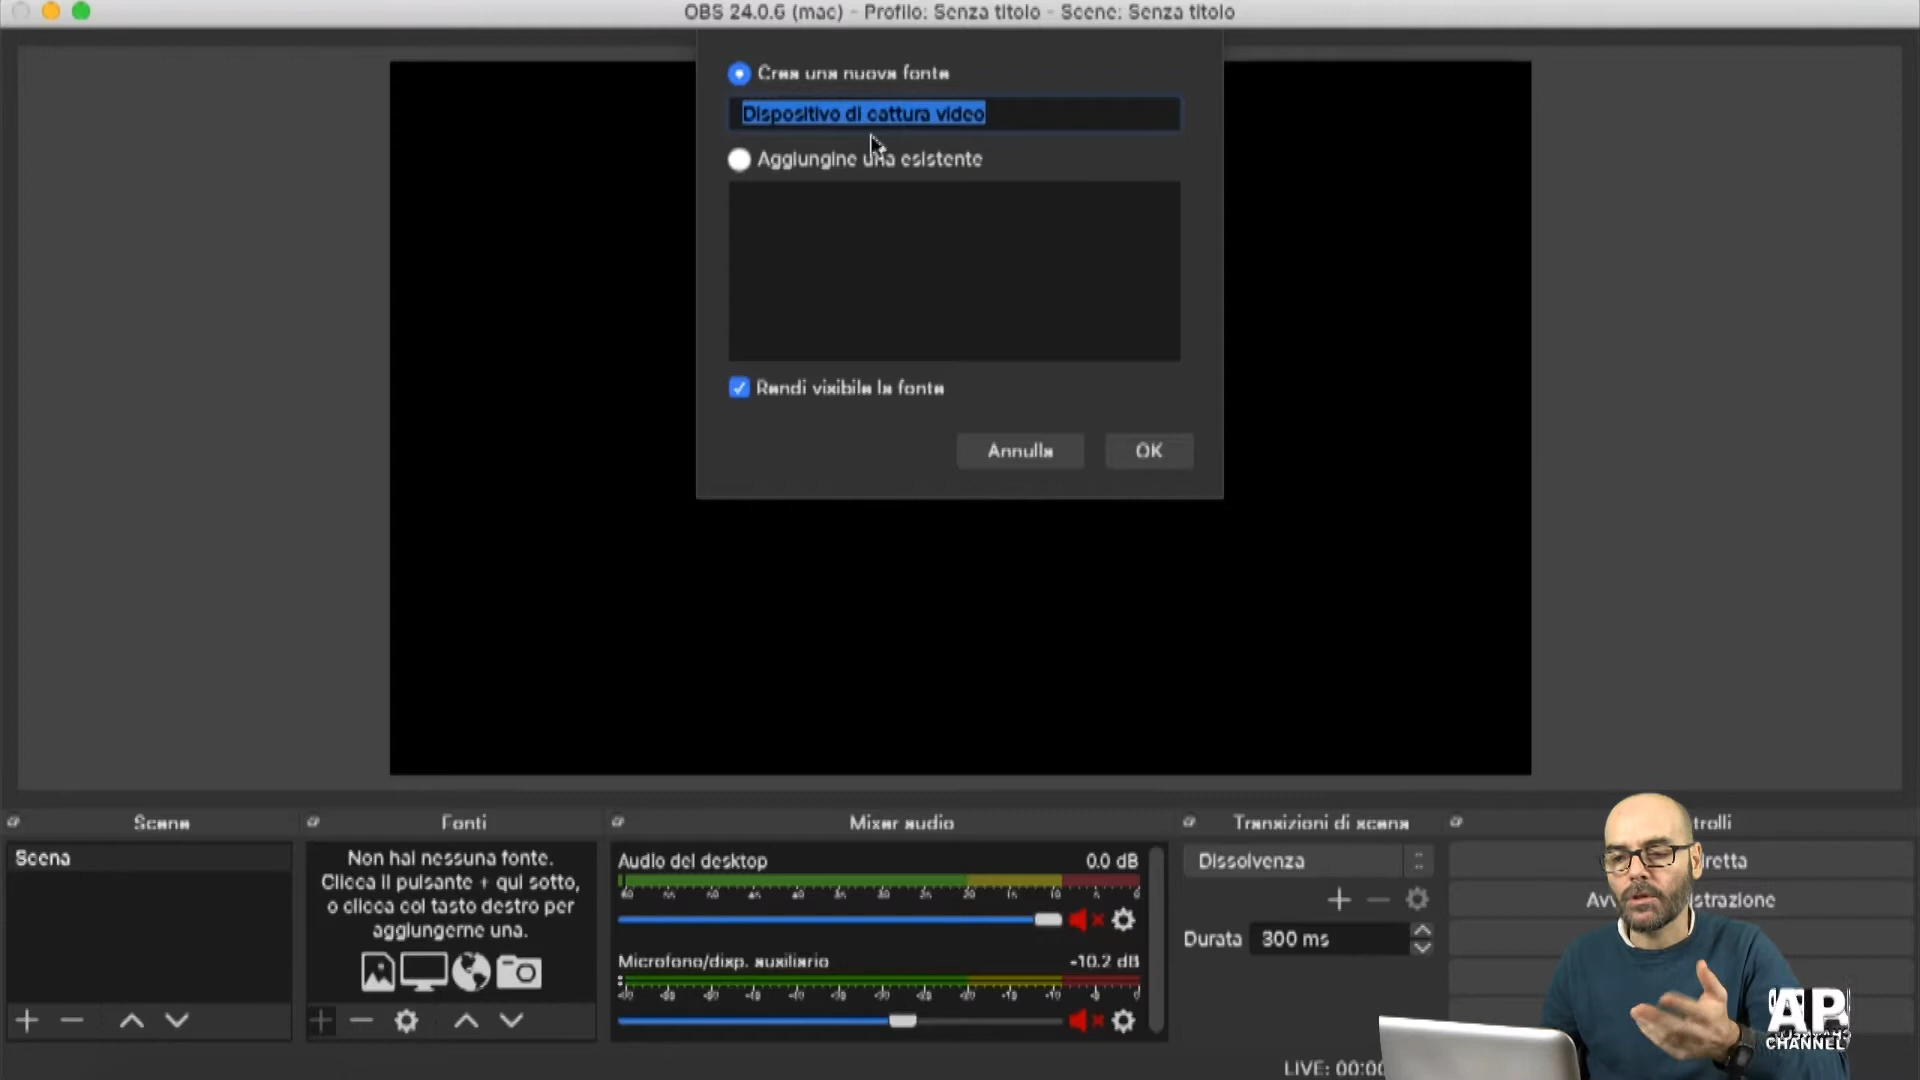 OBS 24.0.6 (mac) - Profilo: Senza titolo - Scene: Senza titolo
Crea una nuova fonte
Dispositivo di cattura video
Aggiungine una esistente
Rendi visibile la fonte
Annulla
OK
Scene
Fonti
Mixer audio
Transizioni di scena
trolli
Scena
Non hai nessuna fonte.
Clicca il pulsante + qui sotto,
o clicca col tasto destro per
aggiungerne una.
Audio del desktop
0.0 dB
Microfono/disp. auxiliario
-10.2 dB
Dissolvenza
Durata
300 ms
retta
Avv
istrazione
LIVE: 00:00
AP
CHANNEL